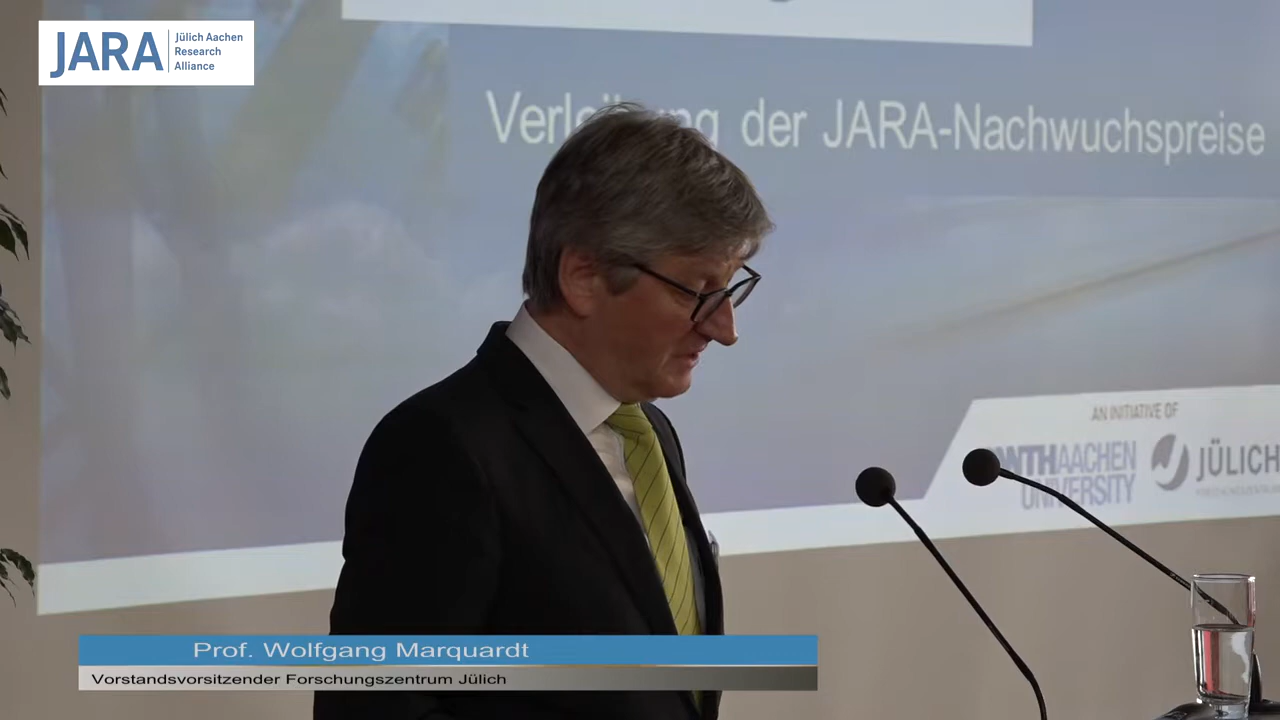 JARA
Jülich Aachen
Research
Alliance
der JARA-Nachwuchspreise
AN INITIATIVE OF
AACHEN
UNIVERSITY
JÜLICH
Prof. Wolfgang Marquardt
Vorstandsvorsitzender Forschungszentrum Jülich